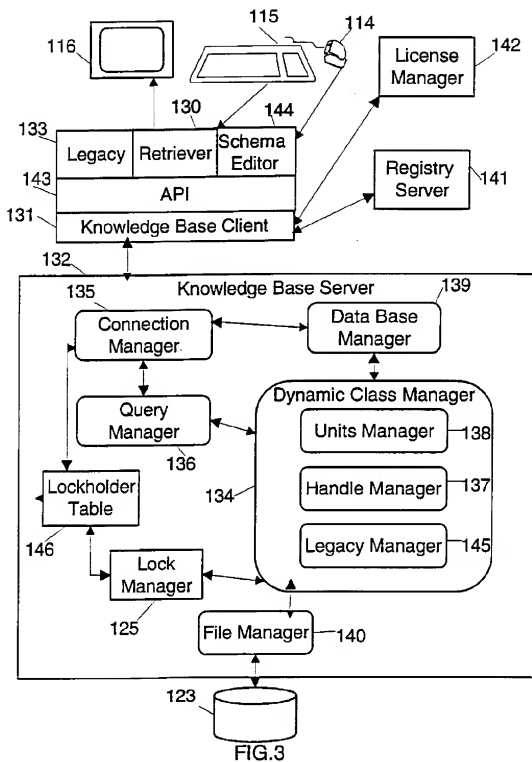 115
114
116
142
License
Manager
130
144
133
Legacy
Retriever
Schema
Editor
143
API
Registry
Server
141
131
Knowledge Base Client
132
Knowledge Base Server
135
139
Connection
Manager
Data Base
Manager
Dynamic Class Manager
Query
Manager
136
Units Manager
138
134
Handle Manager
137
Lockholder
Table
146
Legacy Manager
145
Lock
Manager
125
File Manager
140
123
FIG.3